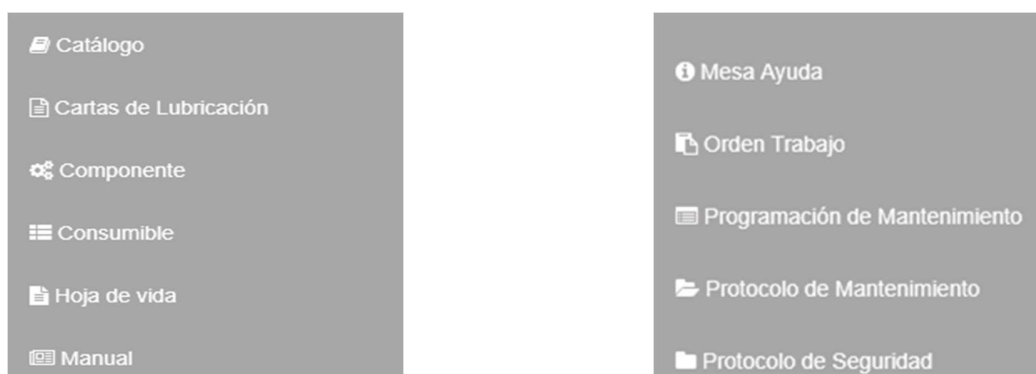 Catálogo
Cartas de Lubricación
Componente
Consumible
Hoja de vida
Manual
Mesa Ayuda
Orden Trabajo
Programación de Mantenimiento
Protocolo de Mantenimiento
Protocolo de Seguridad